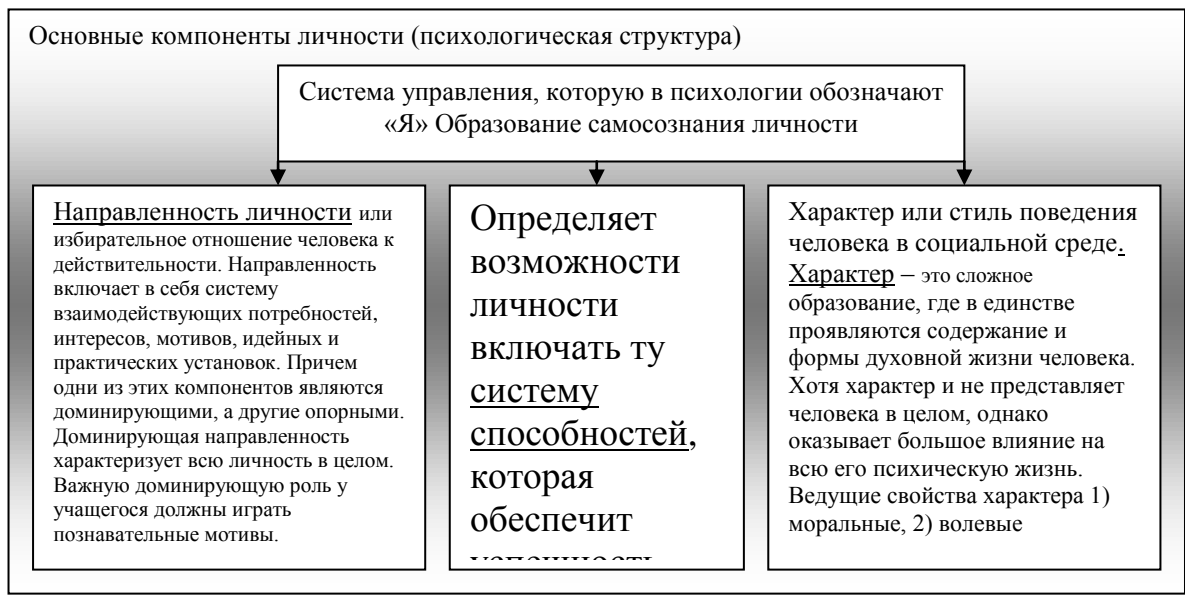 Основные компоненты личности (психологическая структура)
Система управления, которую в психологии обозначают
«Я» Образование самосознания личности
Направленность личности или
избирательное отношение человека к
действительности. Направленность
включает в себя систему
взаимодействующих потребностей,
интересов, мотивов, идейных и
практических установок. Причем
одни из этих компонентов являются
доминирующими, а другие опорными.
Доминирующая направленность
характеризует всю личность в целом.
Важную доминирующую роль у
учащегося должны играть
познавательные мотивы.
Определяет
возможности
личности
включать ту
систему
способностей,
которая
обеспечит
Характер или стиль поведения
человека в социальной среде.
Характер – это сложное
образование, где в единстве
проявляются содержание и
формы духовной жизни человека.
Хотя характер и не представляет
человека в целом, однако
оказывает большое влияние на
всю его психическую жизнь.
Ведущие свойства характера 1)
моральные, 2) волевые